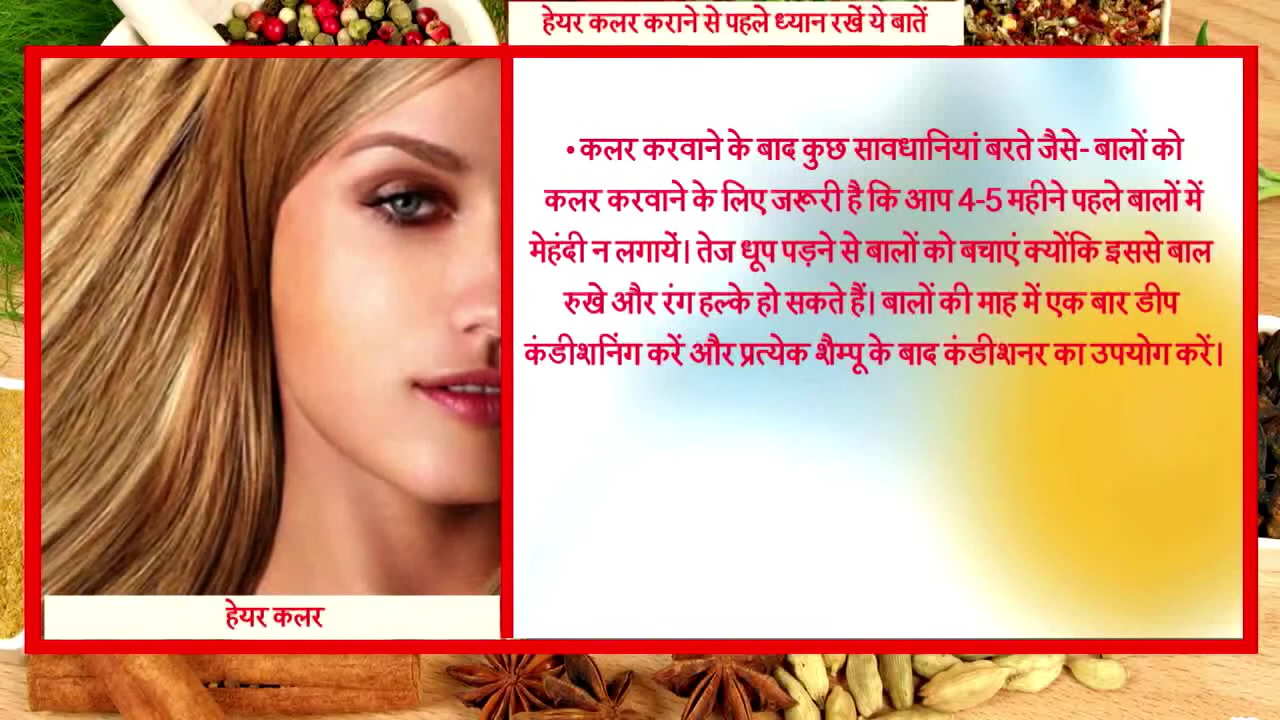 हेयर कलर कराने से पहले ध्यान रखें ये बातें
• कलर करवाने के बाद कुछ सावधानियां बरते जैसे- बालों को
कलर करवाने के लिए जरूरी है कि आप 4-5 महीने पहले बालों में
मेहंदी न लगायें। तेज धूप पड़ने से बालों को बचाएं क्योंकि इससे बाल
रुखे और रंग हल्के हो सकते हैं। बालों की माह में एक बार डीप
कंडीशनिंग करें और प्रत्येक शैम्पू के बाद कंडीशनर का उपयोग करें।
हेयर कलर